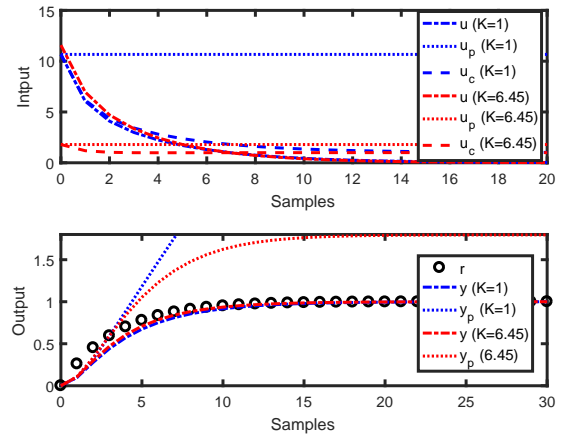 15
10
5
0
Intput
0
2
4
6
8
10
12
14
16
18
20
Samples
u (K=1)
u_p (K=1)
u_c (K=1)
u (K=6.45)
u_p (K=6.45)
u_c (K=6.45)
1.5
1
0.5
0
Output
0
5
10
15
20
25
30
Samples
r
y (K=1)
y_p (K=1)
y (K=6.45)
y_p (6.45)